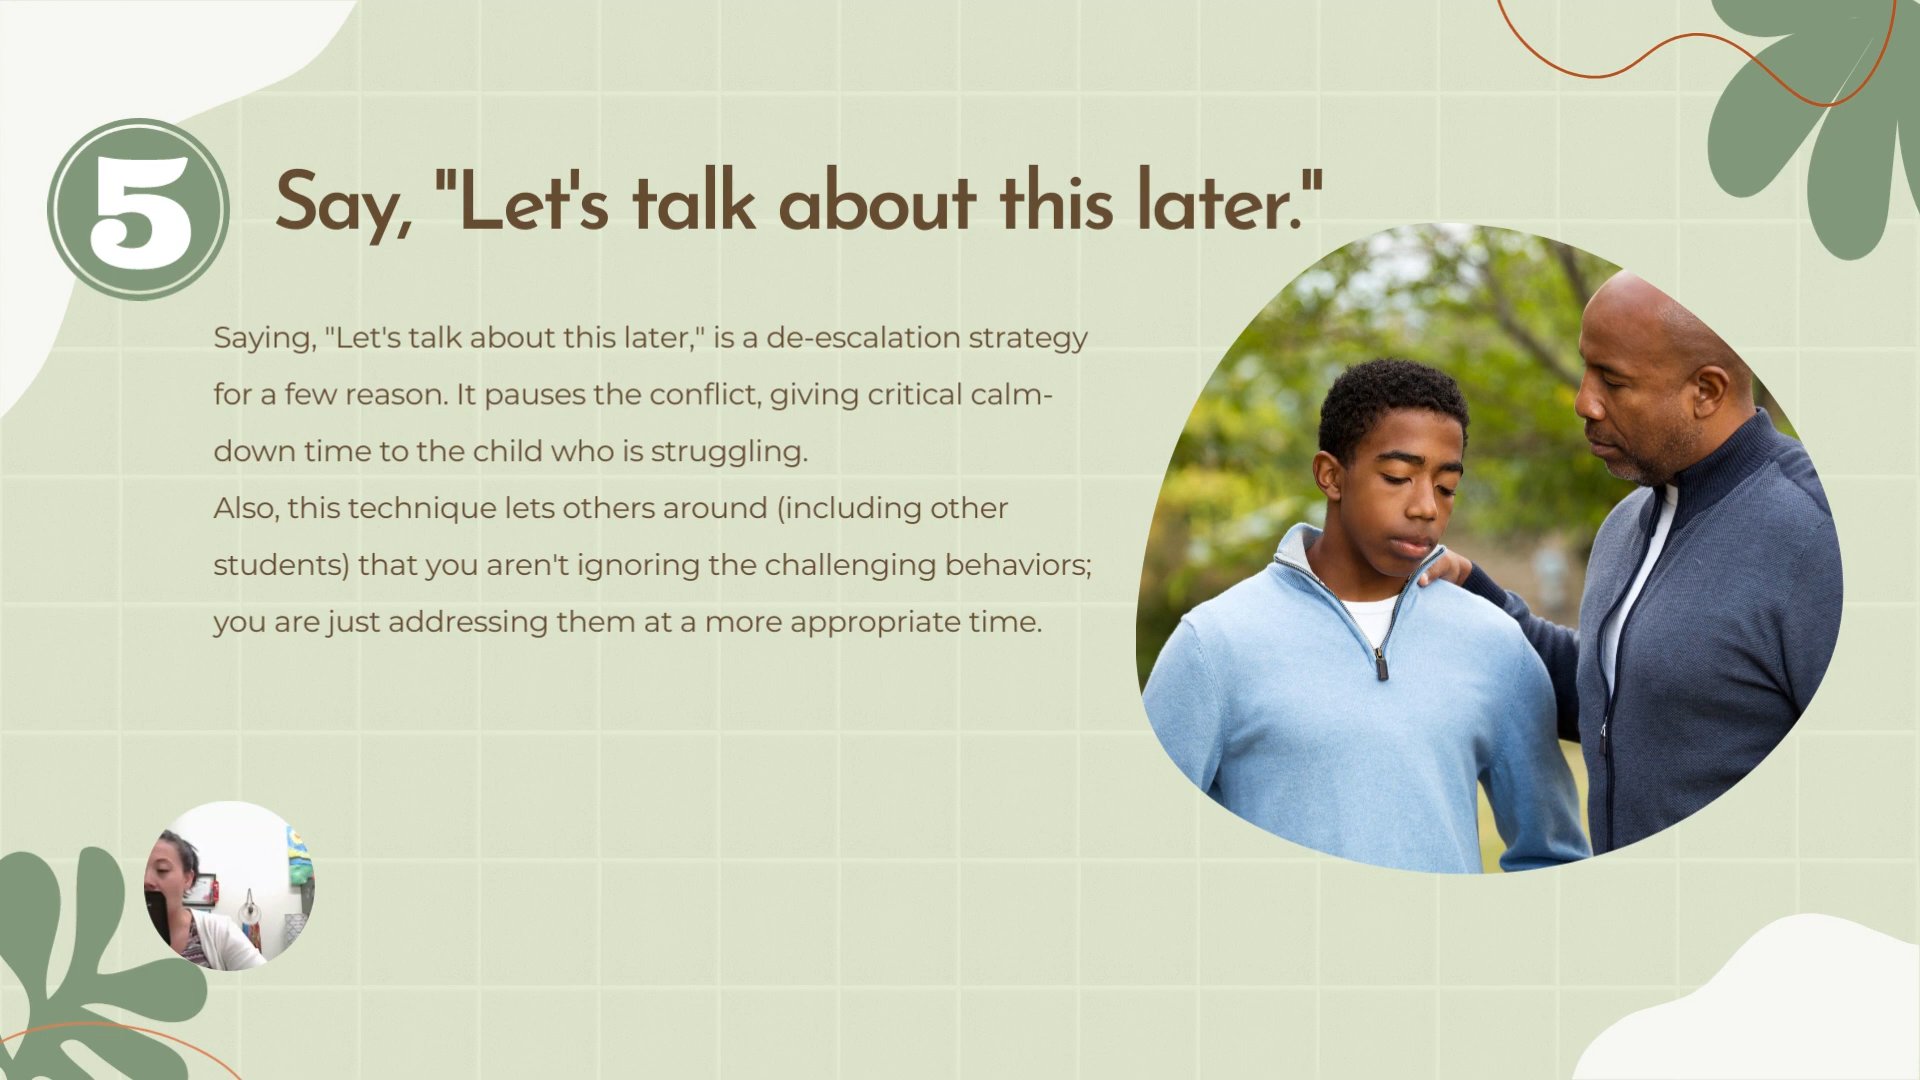 5
Say, "Let's talk about this later."
Saying, "Let's talk about this later," is a de-escalation strategy
for a few reason. It pauses the conflict, giving critical calm-
down time to the child who is struggling.
Also, this technique lets others around (including other
students) that you aren't ignoring the challenging behaviors;
you are just addressing them at a more appropriate time.